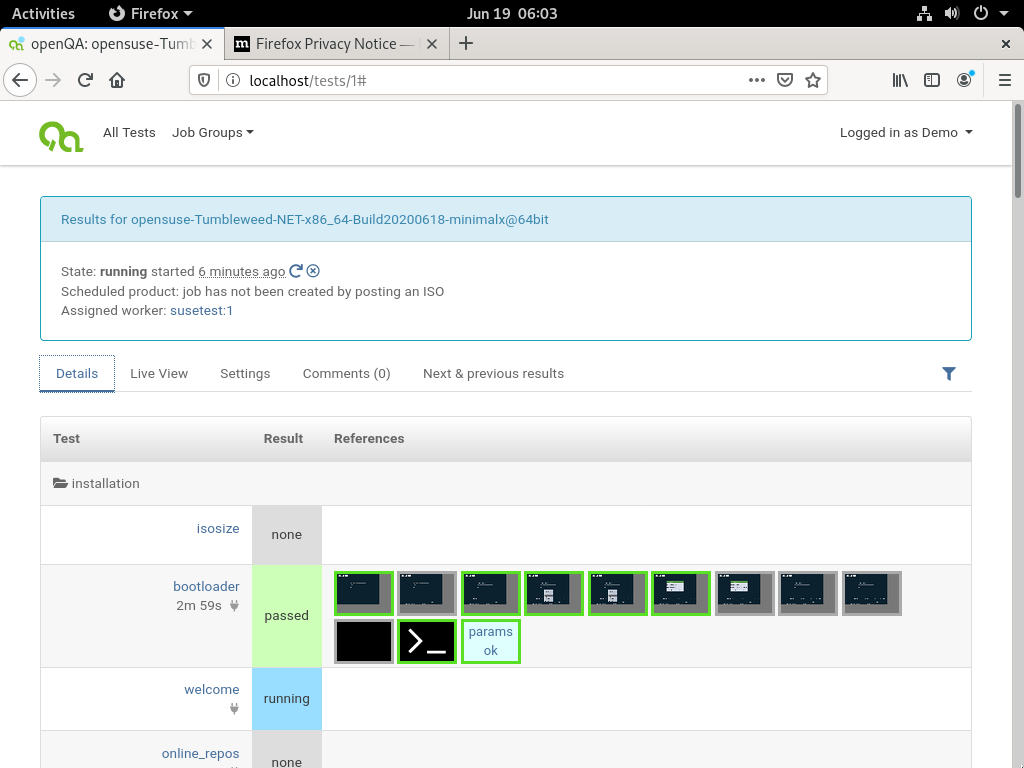 Activities Firefox Jun 19 06:03
openQA: opensuse-Tumb Firefox Privacy Notice —
localhost/tests/1#
All Tests Job Groups Logged in as Demo
Results for opensuse-Tumbleweed-NET-x86_64-Build20200618-minimalx@64bit
State: running started 6 minutes ago
Scheduled product: job has not been created by posting an ISO
Assigned worker: susetest:1
Details Live View Settings Comments (0) Next & previous results
Test Result References
installation
isosize none
bootloader
2m 59s passed
params
ok
welcome running
online_repos none